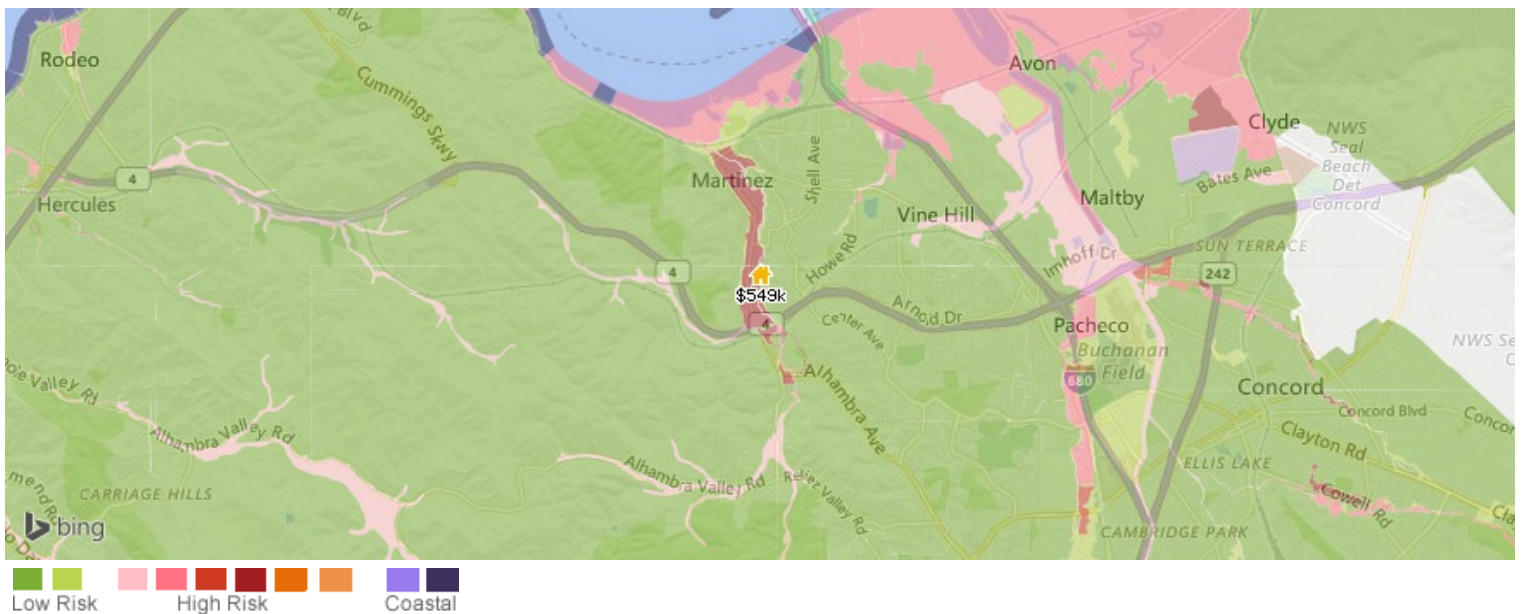 Rodeo
Blvd
Cummings Skwy
Avon
Clyde
NWS
Seal
Beach
Det
Concord
4
Martinez
Shell Ave
Bates Ave
Hercules
Vine Hill
Maltby
SUN TERRACE
4
Howe Rd
Imhoff Dr
242
$549k
4
Center Ave
Arnold Dr
Pacheco
Buchanan
Field
680
Alhambra Ave
Concord
Concord Blvd
Valley Rd
Alhambra Valley Rd
Clayton Rd
ELLIS LAKE
CARRIAGE HILLS
Alhambra Valley Rd
Reliez Valley Rd
Cowell Rd
CAMBRIDGE PARK
bing
Low Risk
High Risk
Coastal